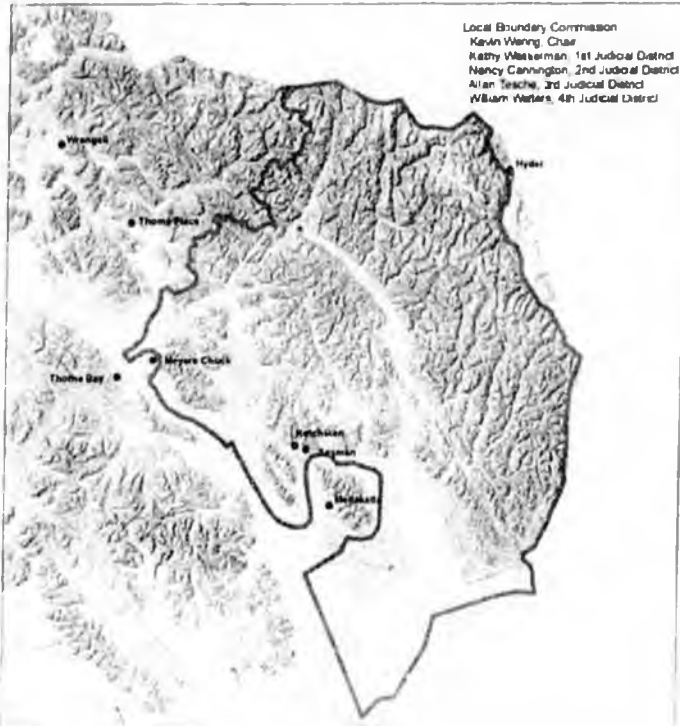 Local Boundary Commission
Kevin Waring, Chair
Kathy Wasserman, 1st Judicial District
Nancy Cannington, 2nd Judicial District
Allan Tesche, 3rd Judicial District
William Walters, 4th Judicial District
Wrangell
Hyder
Thoms Place
Meyers Chuck
Thorne Bay
Ketchikan
Saxman
Metlakatla